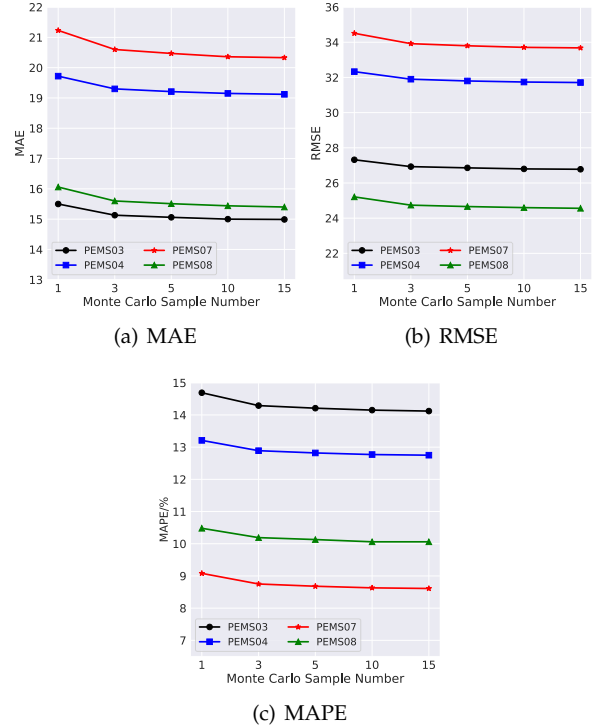 22
21
20
19
18
17
16
15
14
13
MAE
PEMS03
PEMS04
PEMS07
PEMS08
1 3 5 10 15
Monte Carlo Sample Number
(a) MAE
36
34
32
30
28
26
24
22
RMSE
PEMS03
PEMS04
PEMS07
PEMS08
1 3 5 10 15
Monte Carlo Sample Number
(b) RMSE
15
14
13
12
11
10
9
8
7
MAPE/%
PEMS03
PEMS04
PEMS07
PEMS08
1 3 5 10 15
Monte Carlo Sample Number
(c) MAPE